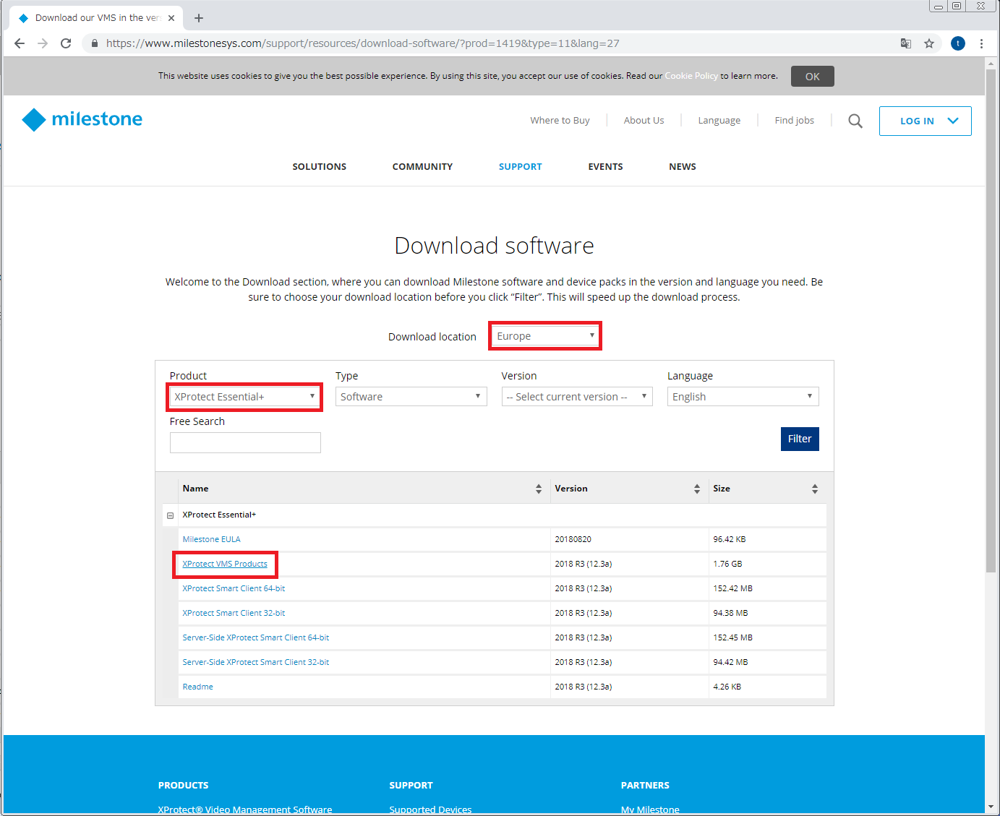 Download our VMS in the ver
https://www.milestonesys.com/support/resources/download-software/?prod=1419&type=11&lang=27
t
This website uses cookies to give you the best possible experience. By using this site, you accept our use of cookies. Read our Cookie Policy to learn more.
OK
milestone
Where to Buy
About Us
Language
Find jobs
LOG IN
SOLUTIONS
COMMUNITY
SUPPORT
EVENTS
NEWS
Download software
Welcome to the Download section, where you can download Milestone software and device packs in the version and language you need. Be
sure to choose your download location before you click “Filter”. This will speed up the download process.
Download location
Europe
Product
Type
Version
Language
XProtect Essential+
Software
-- Select current version --
English
Free Search
Filter
Name
Version
Size
XProtect Essential+
Milestone EULA 20180820 96.42 KB
XProtect VMS Products 2018 R3 (12.3a) 1.76 GB
XProtect Smart Client 64-bit 2018 R3 (12.3a) 152.42 MB
XProtect Smart Client 32-bit 2018 R3 (12.3a) 94.38 MB
Server-Side XProtect Smart Client 64-bit 2018 R3 (12.3a) 152.45 MB
Server-Side XProtect Smart Client 32-bit 2018 R3 (12.3a) 94.42 MB
Readme 2018 R3 (12.3a) 4.26 KB
PRODUCTS
SUPPORT
PARTNERS
XProtect® Video Management Software
Supported Devices
My Milestone